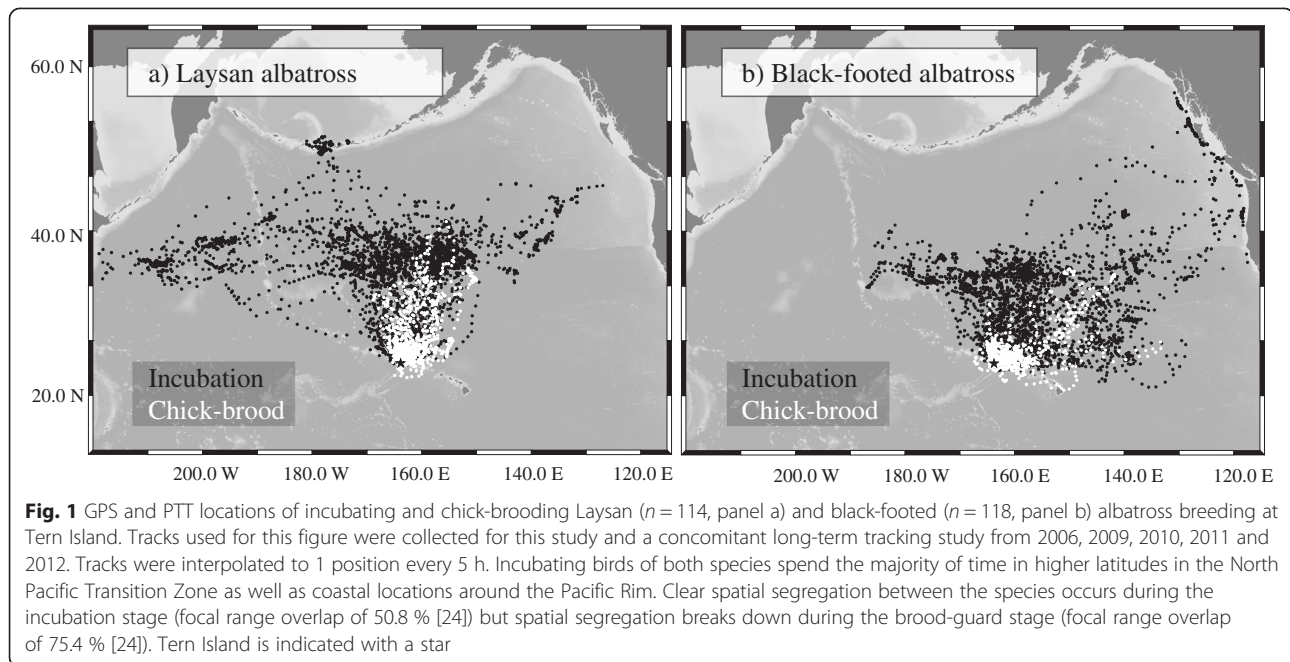 a) Laysan albatross
b) Black-footed albatross
60.0 N
40.0 N
20.0 N
Incubation
Chick-brood
Incubation
Chick-brood
200.0 W 180.0 W 160.0 E 140.0 E 120.0 E
200.0 W 180.0 W 160.0 E 140.0 E 120.0 E
Fig. 1 GPS and PTT locations of incubating and chick-brooding Laysan (n = 114, panel a) and black-footed (n = 118, panel b) albatross breeding at
Tern Island. Tracks used for this figure were collected for this study and a concomitant long-term tracking study from 2006, 2009, 2010, 2011 and
2012. Tracks were interpolated to 1 position every 5 h. Incubating birds of both species spend the majority of time in higher latitudes in the North
Pacific Transition Zone as well as coastal locations around the Pacific Rim. Clear spatial segregation between the species occurs during the
incubation stage (focal range overlap of 50.8 % [24]) but spatial segregation breaks down during the brood-guard stage (focal range overlap
of 75.4 % [24]). Tern Island is indicated with a star